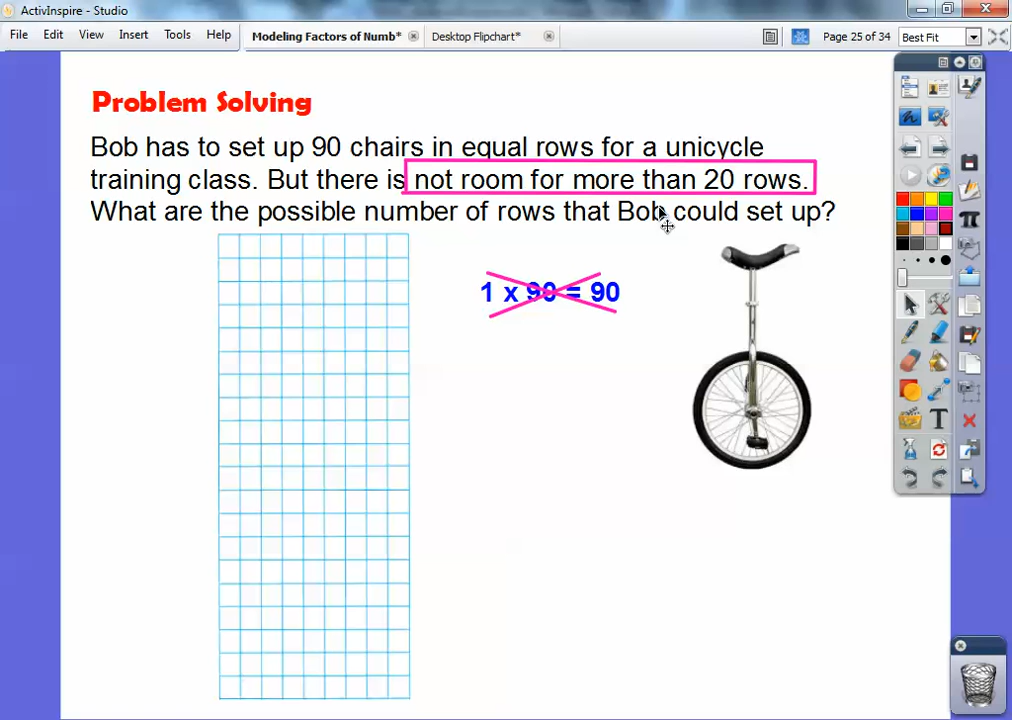 ActivInspire - Studio
File Edit View Insert Tools Help
Modeling Factors of Numb* Desktop Flipchart* Page 25 of 34 Best Fit
Problem Solving
Bob has to set up 90 chairs in equal rows for a unicycle
training class. But there is not room for more than 20 rows.
What are the possible number of rows that Bob could set up?
1 x 90 = 90